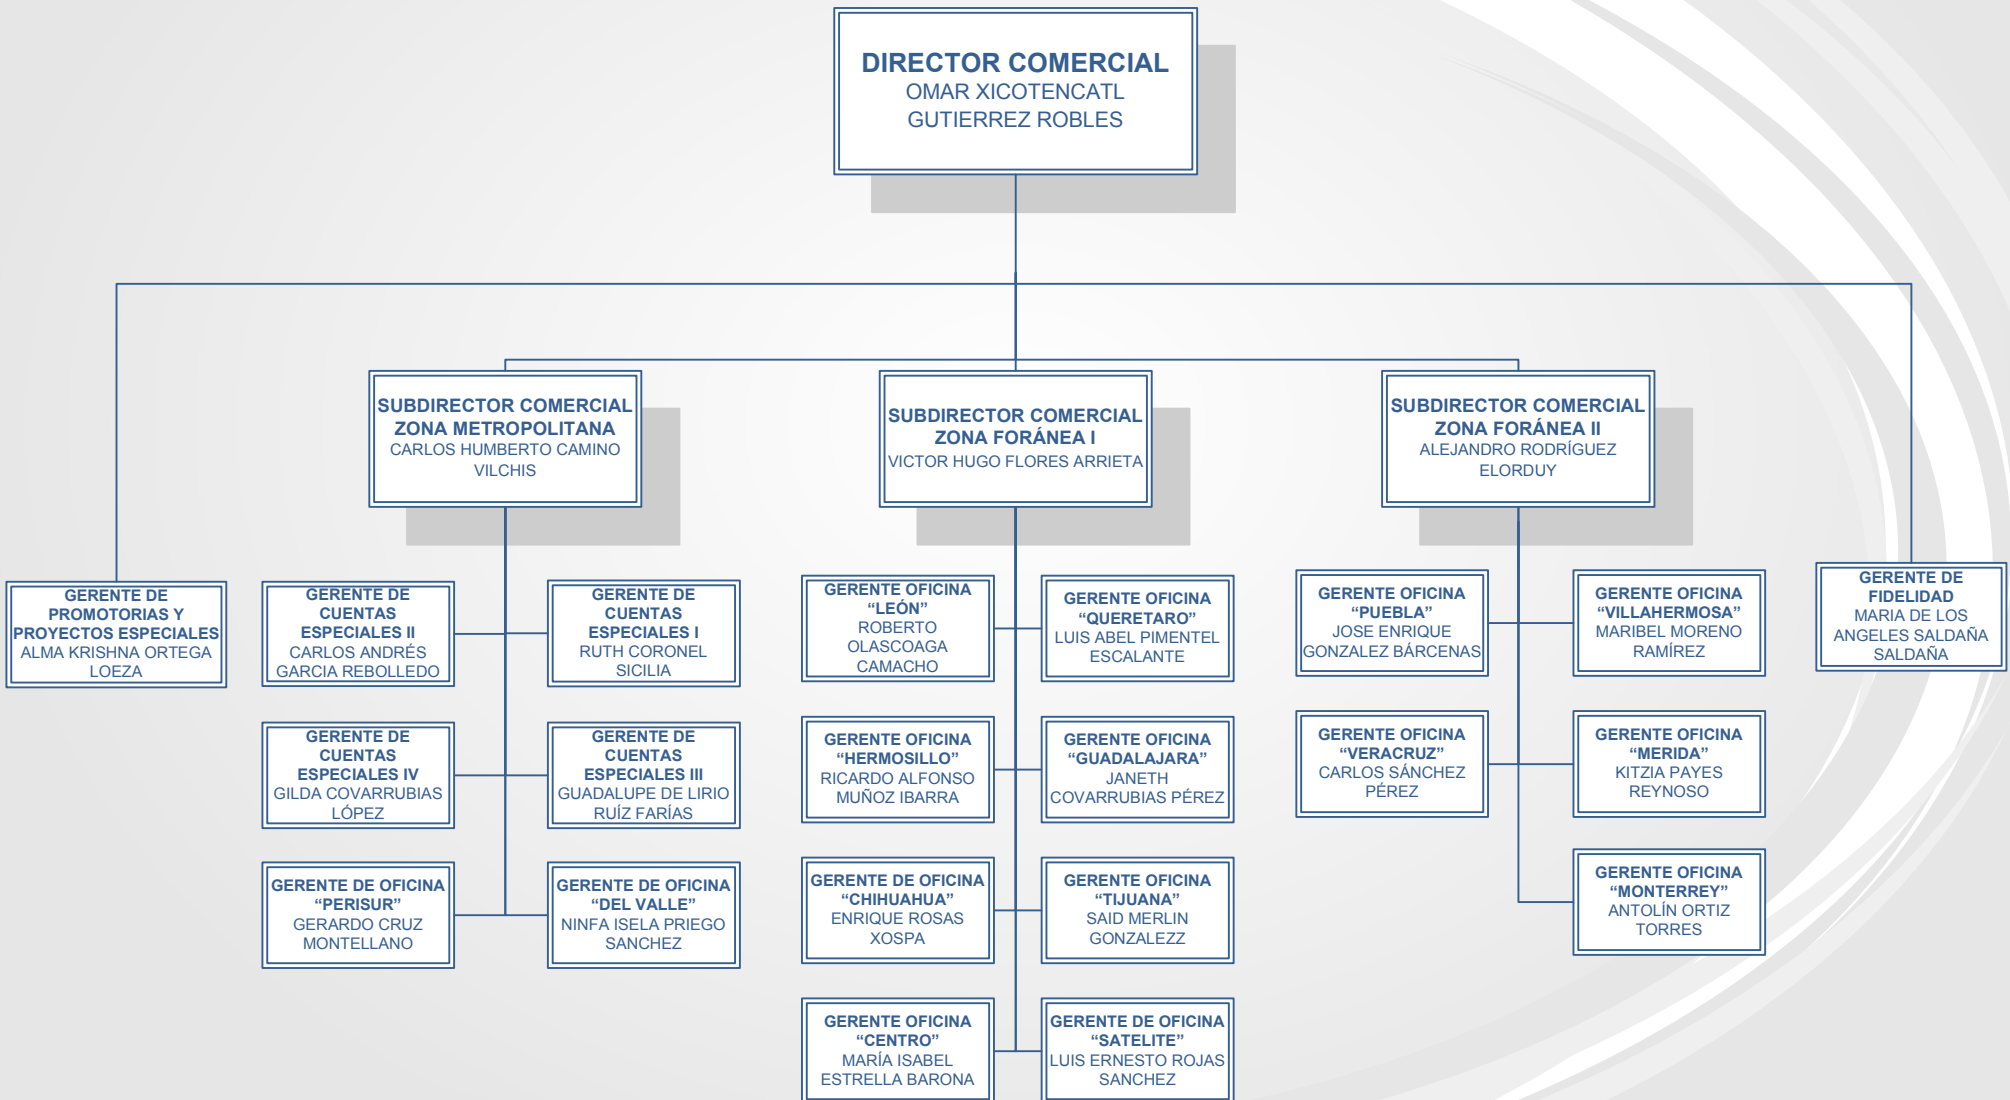 DIRECTOR COMERCIAL
OMAR XICOTENCATL
GUTIERREZ ROBLES
SUBDIRECTOR COMERCIAL
ZONA METROPOLITANA
CARLOS HUMBERTO CAMINO
VILCHIS
SUBDIRECTOR COMERCIAL
ZONA FORÁNEA I
VICTOR HUGO FLORES ARRIETA
SUBDIRECTOR COMERCIAL
ZONA FORÁNEA II
ALEJANDRO RODRÍGUEZ
ELORDUY
GERENTE DE
PROMOTORIAS Y
PROYECTOS ESPECIALES
ALMA KRISHNA ORTEGA
LOEZA
GERENTE DE
CUENTAS
ESPECIALES II
CARLOS ANDRÉS
GARCIA REBOLLEDO
GERENTE DE
CUENTAS
ESPECIALES I
RUTH CORONEL
SICILIA
GERENTE OFICINA
“LEÓN”
ROBERTO
OLASCOAGA
CAMACHO
GERENTE OFICINA
“QUERETARO”
LUIS ABEL PIMENTEL
ESCALANTE
GERENTE OFICINA
“PUEBLA”
JOSE ENRIQUE
GONZALEZ BÁRCENAS
GERENTE OFICINA
“VILLAHERMOSA”
MARIBEL MORENO
RAMÍREZ
GERENTE DE
FIDELIDAD
MARIA DE LOS
ANGELES SALDAÑA
SALDAÑA
GERENTE DE
CUENTAS
ESPECIALES IV
GILDA COVARRUBIAS
LÓPEZ
GERENTE DE
CUENTAS
ESPECIALES III
GUADALUPE DE LIRIO
RUÍZ FARÍAS
GERENTE OFICINA
“HERMOSILLO”
RICARDO ALFONSO
MUÑOZ IBARRA
GERENTE OFICINA
“GUADALAJARA”
JANETH
COVARRUBIAS PÉREZ
GERENTE OFICINA
“VERACRUZ”
CARLOS SÁNCHEZ
PÉREZ
GERENTE OFICINA
“MERIDA”
KITZIA PAYES
REYNOSO
GERENTE DE OFICINA
“PERISUR”
GERARDO CRUZ
MONTELLANO
GERENTE DE OFICINA
“DEL VALLE”
NINFA ISELA PRIEGO
SANCHEZ
GERENTE DE OFICINA
“CHIHUAHUA”
ENRIQUE ROSAS
XOSPA
GERENTE OFICINA
“TIJUANA”
SAID MERLIN
GONZALEZZ
GERENTE OFICINA
“MONTERREY”
ANTOLÍN ORTIZ
TORRES
GERENTE OFICINA
“CENTRO”
MARÍA ISABEL
ESTRELLA BARONA
GERENTE DE OFICINA
“SATELITE”
LUIS ERNESTO ROJAS
SANCHEZ